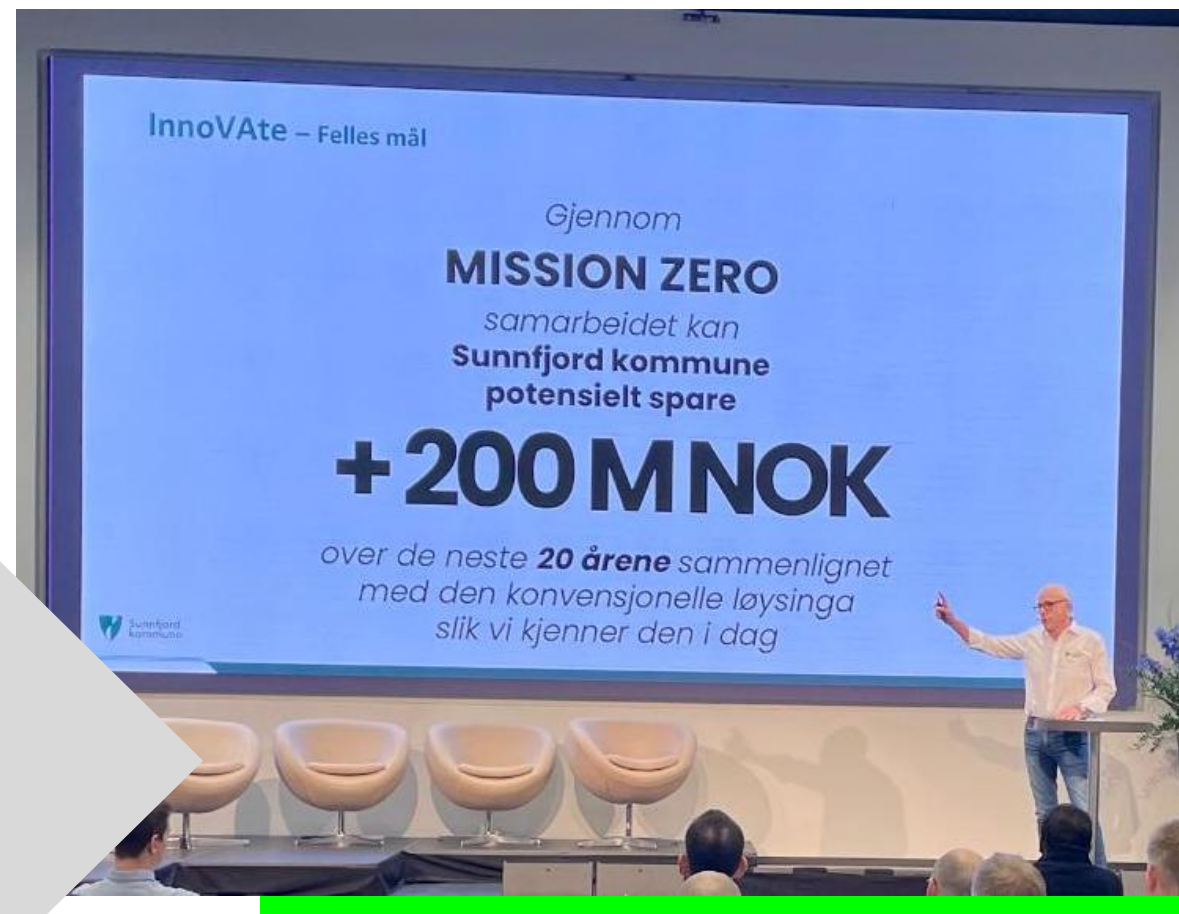 InnoVAte – Felles mål
Gjennom
MISSION ZERO
samarbeidet kan
Sunnfjord kommune
potensielt spare
+200 M NOK
over de neste 20 årene sammenlignet
med den konvensjonelle løysinga
slik vi kjenner den i dag
Sunnfjord
kommune